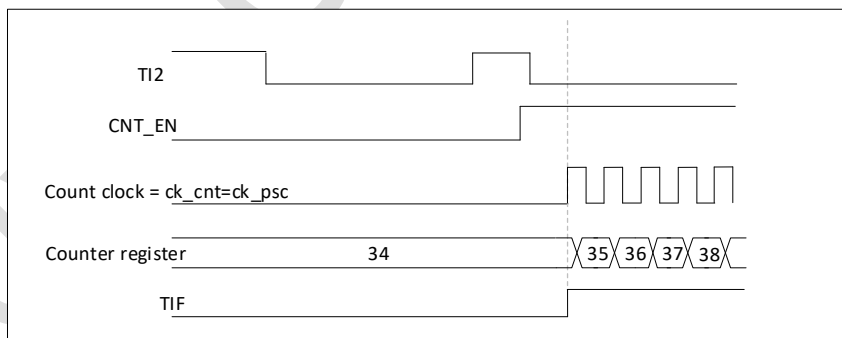 TI2
CNT_EN
Count clock = ck_cnt=ck_psc
Counter register 34 35 36 37 38
TIF